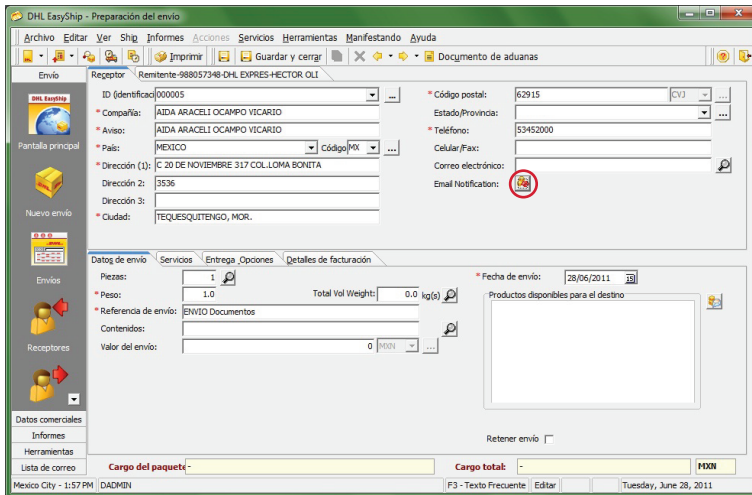 DHL EasyShip - Preparación del envío
Archivo Editar Ver Ship Informes Acciones Servicios Herramientas Manifestando Ayuda
Imprimir Guardar y cerrar Documento de aduanas
Envío
Receptor Remitente-988057348-DHL EXPRES-HECTOR OLI
DHL EasyShip
Pantalla principal
Nuevo envío
Envíos
Receptores
Datos comerciales
Informes
Herramientas
Lista de correo
ID (identificaci 000005 ...
* Compañía: AIDA ARACELI OCAMPO VICARIO
* Aviso: AIDA ARACELI OCAMPO VICARIO
* País: MEXICO Código MX ...
* Dirección (1): C 20 DE NOVIEMBRE 317 COL.LOMA BONITA
Dirección 2: 3536
Dirección 3:
* Ciudad: TEQUESQUITENGO, MOR.
* Código postal: 62915 CVJ ...
Estado/Provincia: ...
* Teléfono: 53452000
Celular/Fax:
Correo electrónico:
Email Notification:
Datos de envío Servicios Entrega Opciones Detalles de facturación
Piezas: 1
* Peso: 1.0 Total Vol Weight: 0.0 kg(s)
* Referencia de envío: ENVIO Documentos
Contenidos:
Valor del envío: 0 MXN ...
* Fecha de envío: 28/06/2011 15
Productos disponibles para el destino
Retener envío
Cargo del paquete - Cargo total: - MXN
Mexico City - 1:57 PM DADMIN F3 - Texto Frecuente Editar Tuesday, June 28, 2011